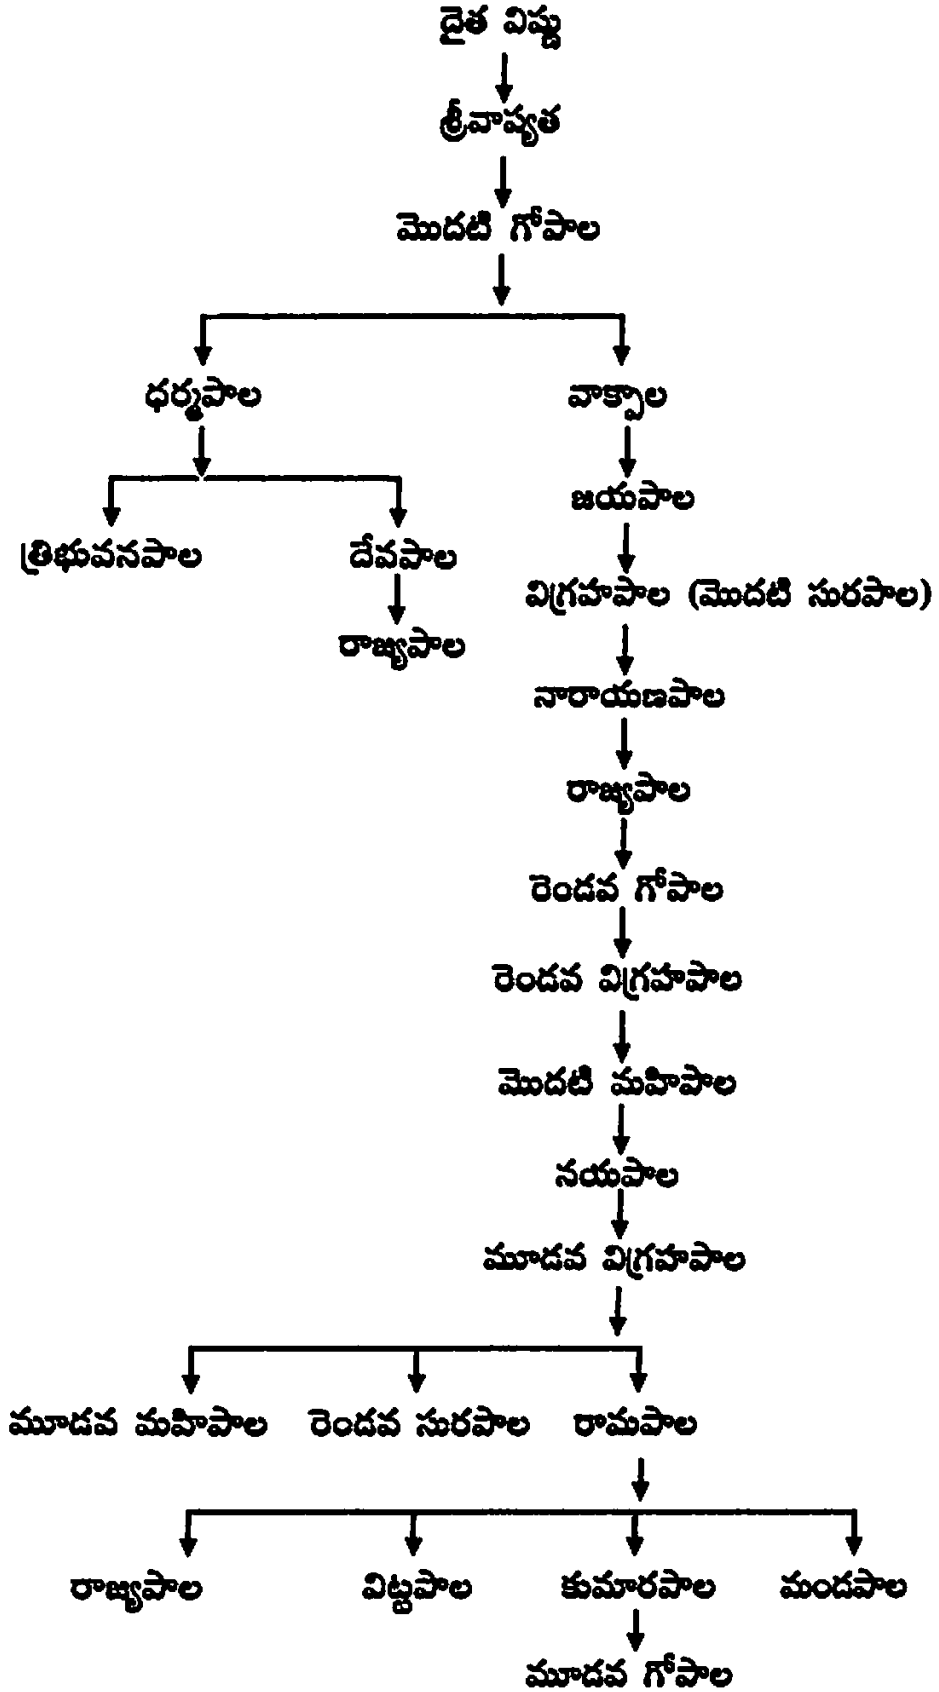 దైత విష్ణు
శ్రీవాప్యత
మొదటి గోపాల
ధర్మపాల వాక్పాల
జయపాల
త్రిభువనపాల దేవపాల
విగ్రహపాల (మొదటి సురపాల)
రాజ్యపాల
నారాయణపాల
రాజ్యపాల
రెండవ గోపాల
రెండవ విగ్రహపాల
మొదటి మహిపాల
నయపాల
మూడవ విగ్రహపాల
మూడవ మహిపాల రెండవ సురపాల రామపాల
రాజ్యపాల విట్టపాల కుమారపాల మందపాల
మూడవ గోపాల